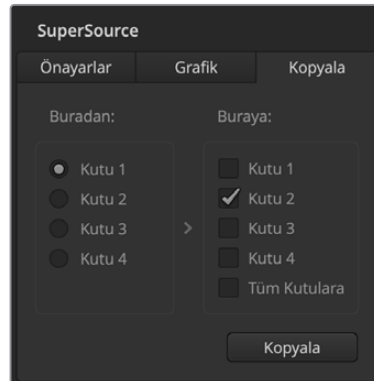 SuperSource
Önayarlar Grafik Kopyala
Buradan: Buraya:
Kutu 1 Kutu 1
Kutu 2 Kutu 2
Kutu 3 > Kutu 3
Kutu 4 Kutu 4
Tüm Kutulara
Kopyala